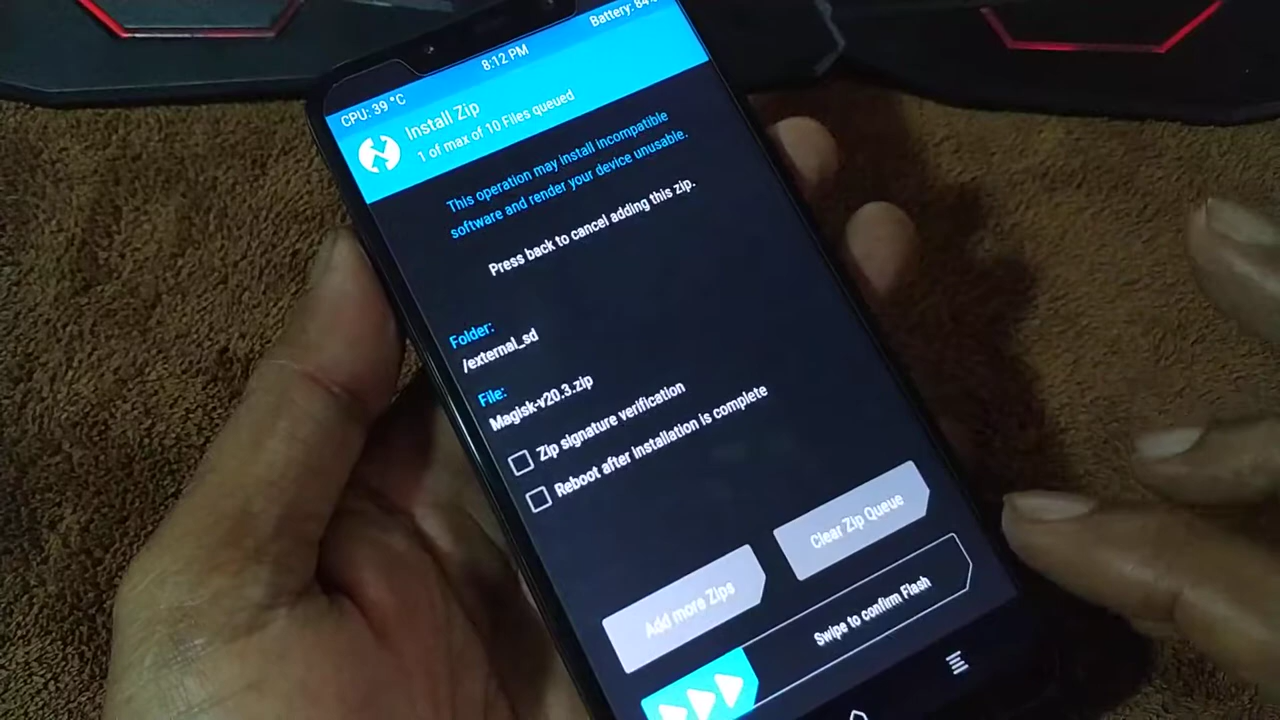 CPU: 39 °C
8:12 PM
Battery: 84%
Install Zip
1 of max of 10 Files queued
This operation may install incompatible
software and render your device unusable.
Press back to cancel adding this zip.
Folder:
/external_sd
File:
Magisk-v20.3.zip
Zip signature verification
Reboot after installation is complete
Add more Zips
Clear Zip Queue
Swipe to confirm Flash